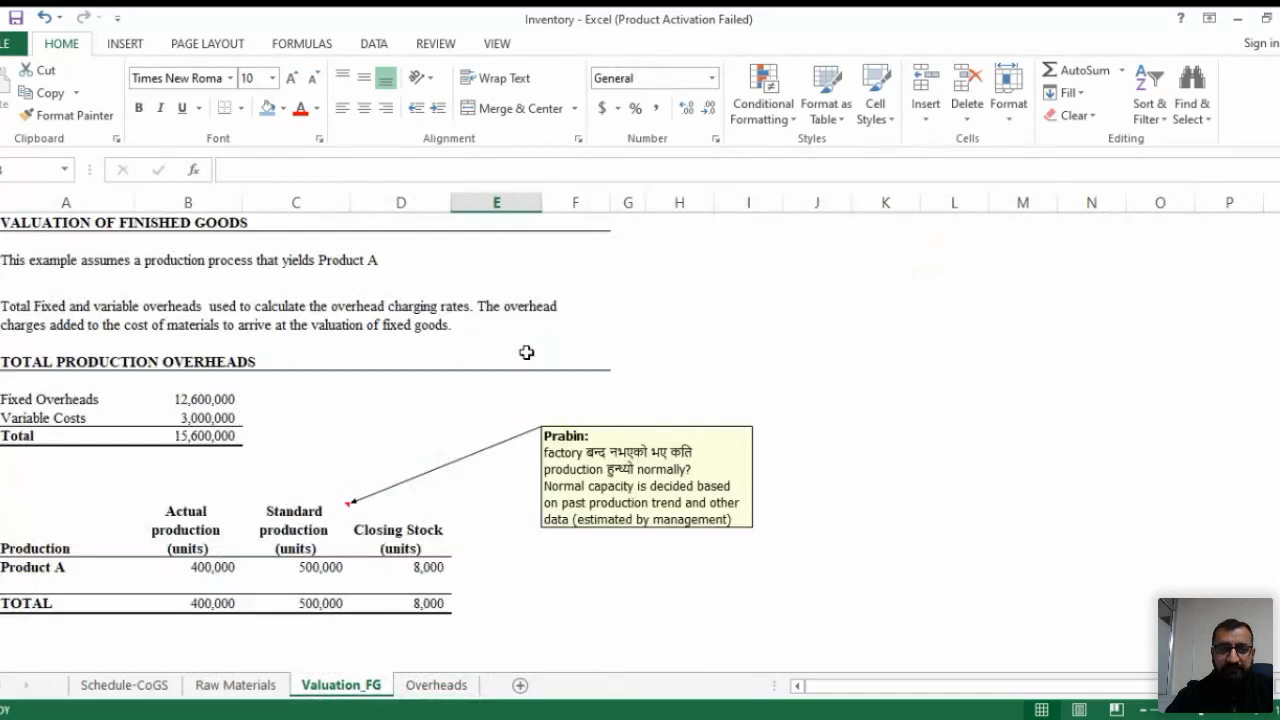 Inventory - Excel (Product Activation Failed)
?
HOME INSERT PAGE LAYOUT FORMULAS DATA REVIEW VIEW
Sign in
Cut
Copy
Format Painter
Clipboard
Times New Roma 10
B I U
Font
Wrap Text
Merge & Center
Alignment
General
$ % ,
Number
Conditional Formatting
Format as Table
Cell Styles
Styles
Insert Delete Format
Cells
AutoSum
Fill
Clear
Sort & Filter
Find & Select
Editing
fx
A B C D E F G H I J K L M N O P
VALUATION OF FINISHED GOODS
This example assumes a production process that yields Product A
Total Fixed and variable overheads used to calculate the overhead charging rates. The overhead
charges added to the cost of materials to arrive at the valuation of fixed goods.
TOTAL PRODUCTION OVERHEADS
Fixed Overheads 12,600,000
Variable Costs 3,000,000
Total 15,600,000
Prabin:
factory बन्द नभएको भए कति
production हुन्थ्यो normally?
Normal capacity is decided based
on past production trend and other
data (estimated by management)
Actual Standard
production production Closing Stock
Production (units) (units) (units)
Product A 400,000 500,000 8,000
TOTAL 400,000 500,000 8,000
Schedule-CoGS Raw Materials Valuation_FG Overheads